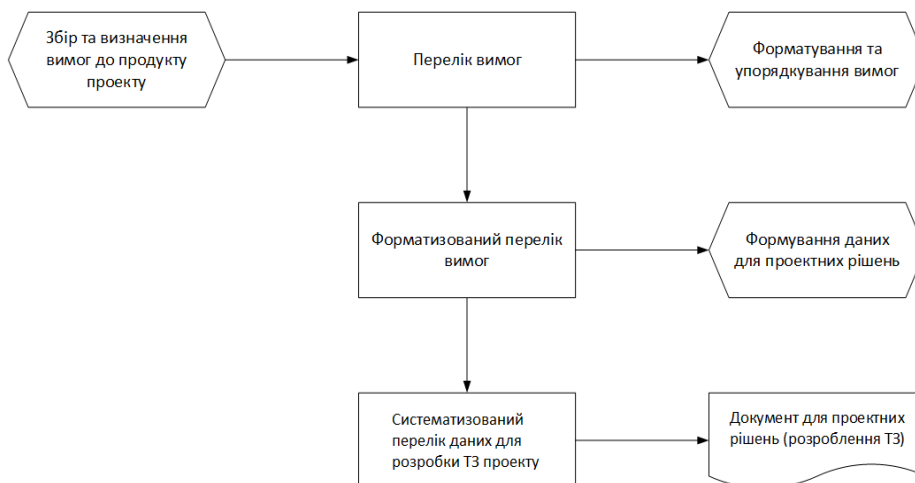 Збір та визначення
вимог до продукту
проекту
Перелік вимог
Форматування та
упорядкування вимог
Форматизований перелік
вимог
Формування даних
для проектних рішень
Систематизований
перелік даних для
розробки ТЗ проекту
Документ для проектних
рішень (розроблення ТЗ)